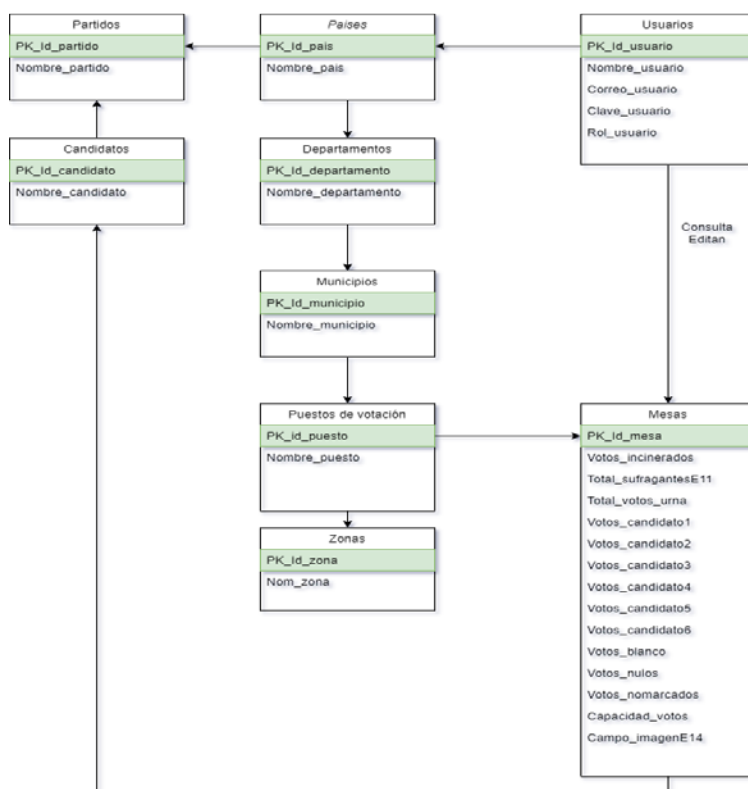 Partidos
PK_Id_partido
Nombre_partido
Paises
PK_Id_pais
Nombre_pais
Usuarios
PK_Id_usuario
Nombre_usuario
Correo_usuario
Clave_usuario
Rol_usuario
Candidatos
PK_Id_candidato
Nombre_candidato
Departamentos
PK_Id_departamento
Nombre_departamento
Consulta
Editan
Municipios
PK_Id_municipio
Nombre_municipio
Puestos de votación
PK_id_puesto
Nombre_puesto
Zonas
PK_Id_zona
Nom_zona
Mesas
PK_Id_mesa
Votos_incinerados
Total_sufragantesE11
Total_votos_urna
Votos_candidato1
Votos_candidato2
Votos_candidato3
Votos_candidato4
Votos_candidato5
Votos_candidato6
Votos_blanco
Votos_nulos
Votos_nomarcados
Capacidad_votos
Campo_imagenE14